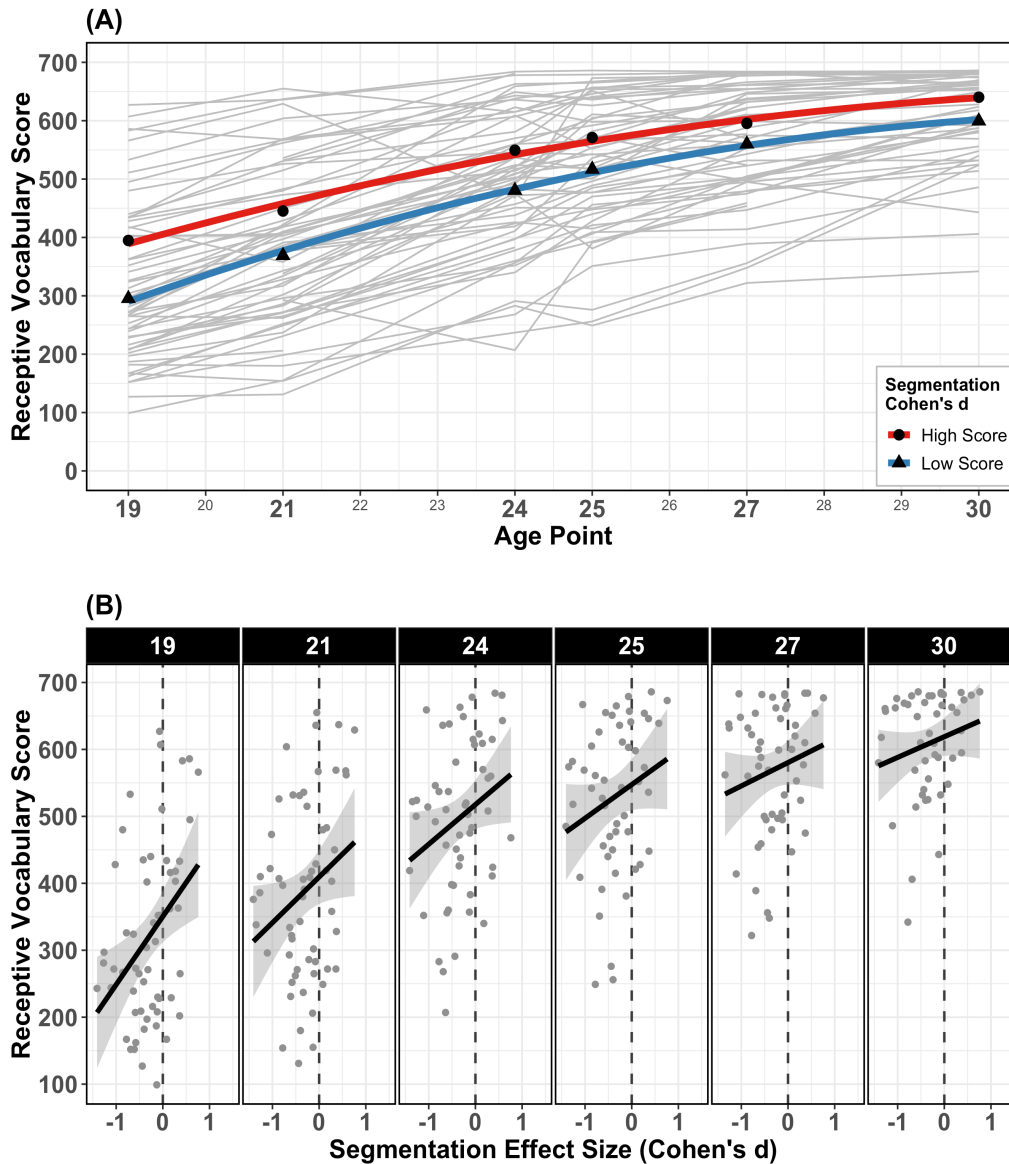 (A)
Receptive Vocabulary Score
700
600
500
400
300
200
100
0
Segmentation
Cohen's d
High Score
Low Score
19 20 21 22 23 24 25 26 27 28 29 30
Age Point
(B)
19 21 24 25 27 30
Receptive Vocabulary Score
700
600
500
400
300
200
100
-1 0 1 -1 0 1 -1 0 1 -1 0 1 -1 0 1 -1 0 1
Segmentation Effect Size (Cohen's d)